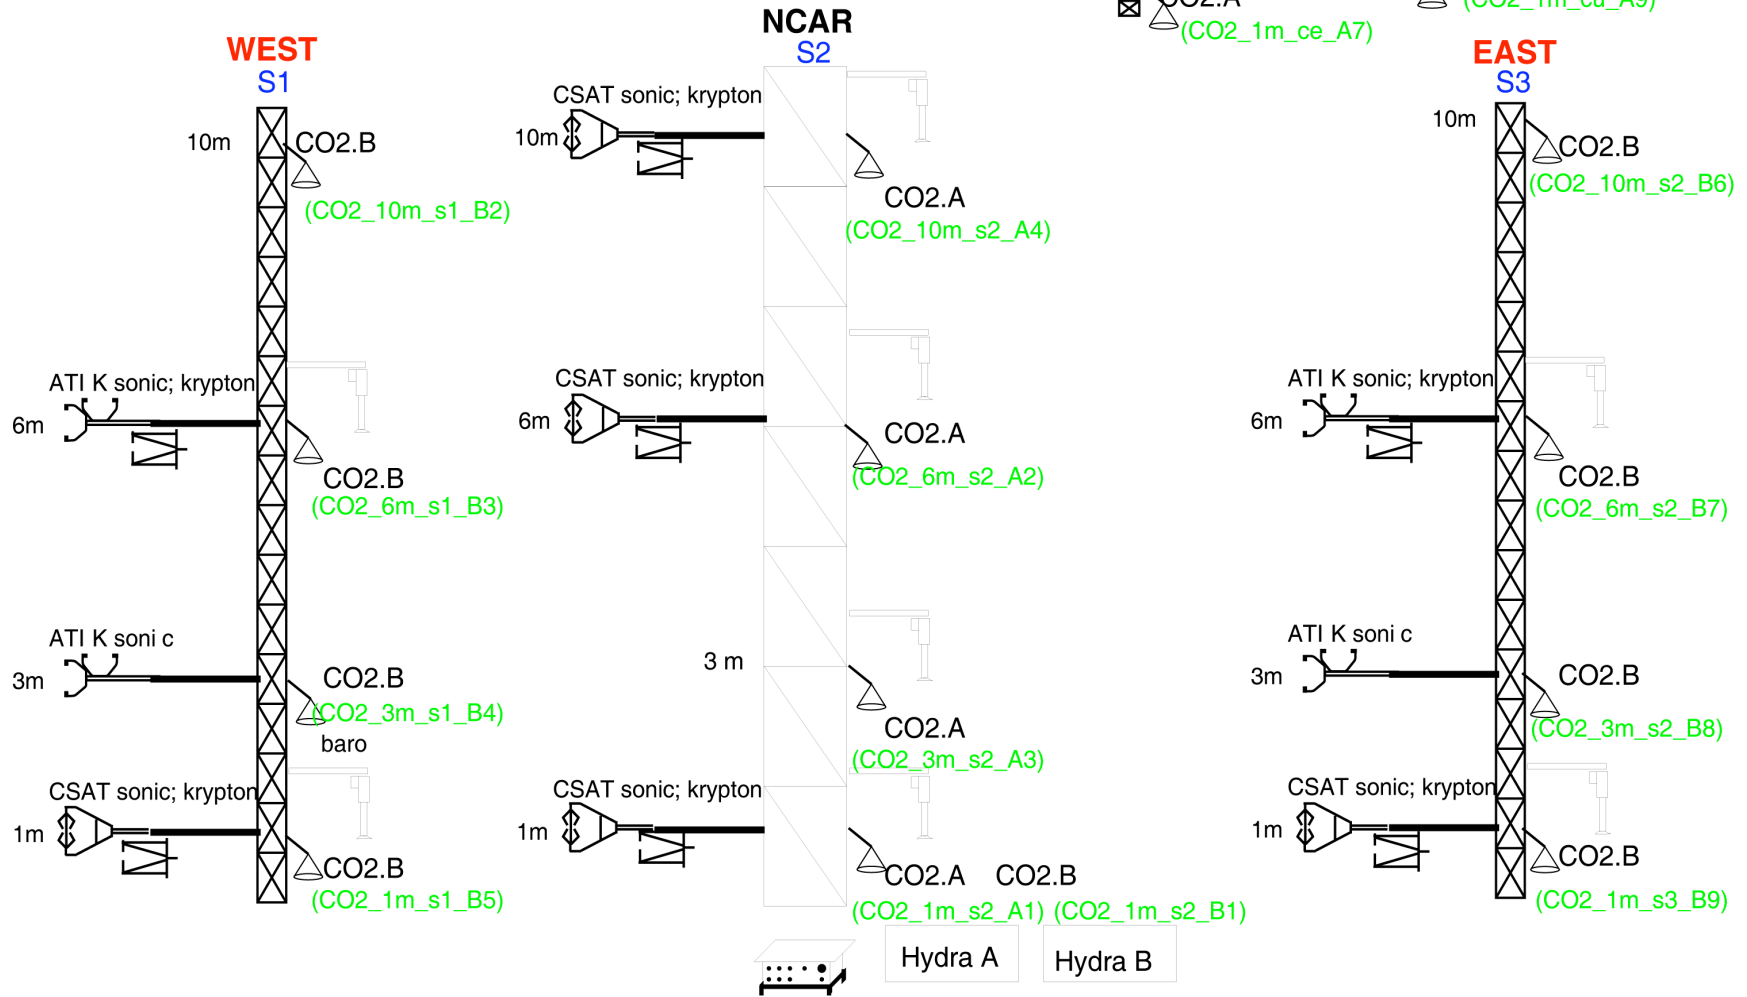 CO2.A
(CO2_1m_ce_A7)
(CO2_1m_cu_A9)
WEST
S1
10m
CO2.B
(CO2_10m_s1_B2)
ATI K sonic; krypton
6m
CO2.B
(CO2_6m_s1_B3)
ATI K soni c
3m
CO2.B
(CO2_3m_s1_B4)
baro
CSAT sonic; krypton
1m
CO2.B
(CO2_1m_s1_B5)
NCAR
S2
CSAT sonic; krypton
10m
CO2.A
(CO2_10m_s2_A4)
CSAT sonic; krypton
6m
CO2.A
(CO2_6m_s2_A2)
3 m
CO2.A
(CO2_3m_s2_A3)
CSAT sonic; krypton
1m
CO2.A CO2.B
(CO2_1m_s2_A1) (CO2_1m_s2_B1)
Hydra A Hydra B
EAST
S3
10m
CO2.B
(CO2_10m_s2_B6)
ATI K sonic; krypton
6m
CO2.B
(CO2_6m_s2_B7)
ATI K soni c
3m
CO2.B
(CO2_3m_s2_B8)
CSAT sonic; krypton
1m
CO2.B
(CO2_1m_s3_B9)